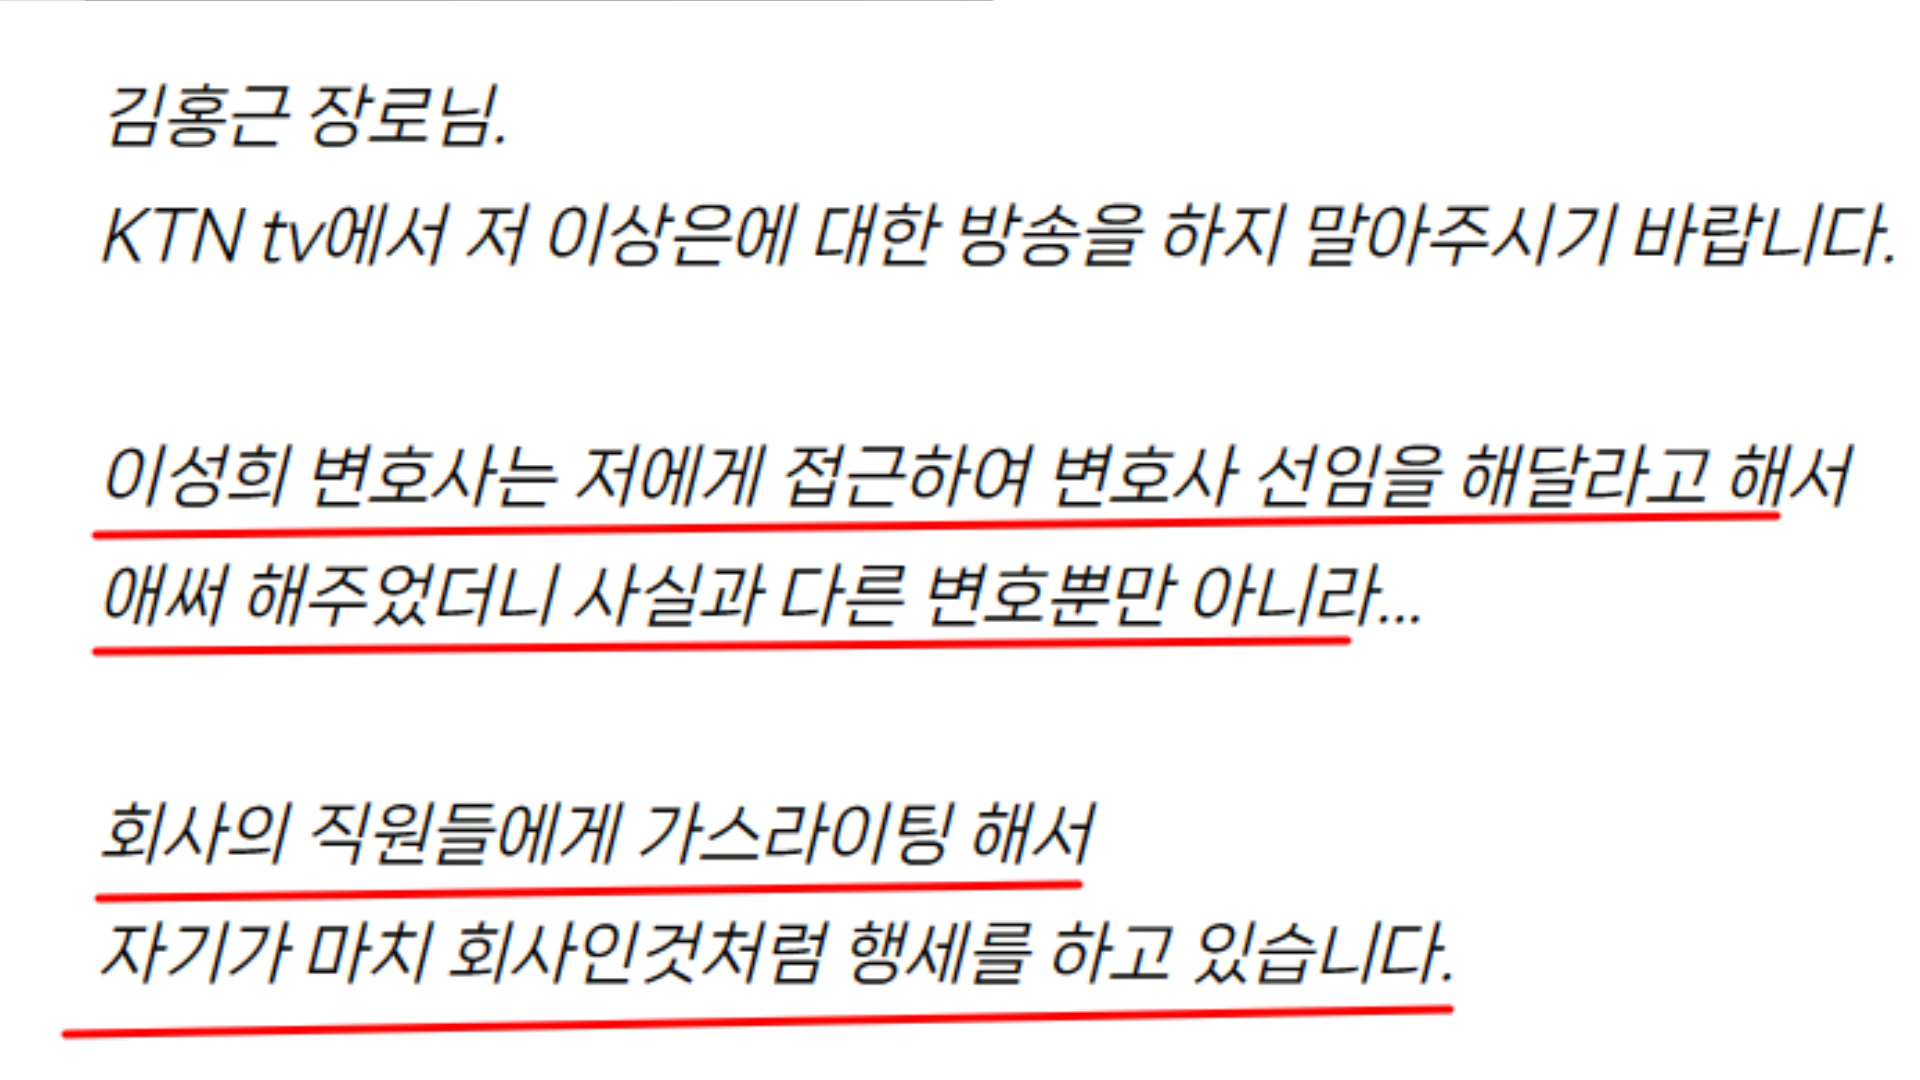 김홍근 장로님.
KTN tv에서 저 이상은에 대한 방송을 하지 말아주시기 바랍니다.
이성희 변호사는 저에게 접근하여 변호사 선임을 해달라고 해서
애써 해주었더니 사실과 다른 변호뿐만 아니라...
회사의 직원들에게 가스라이팅 해서
자기가 마치 회사인것처럼 행세를 하고 있습니다.